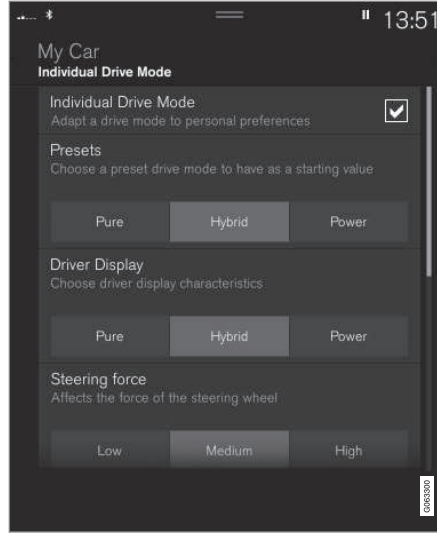 13:51
My Car
Individual Drive Mode
Individual Drive Mode
Adapt a drive mode to personal preferences
Presets
Choose a preset drive mode to have as a starting value
Pure Hybrid Power
Driver Display
Choose driver display characteristics
Pure Hybrid Power
Steering force
Affects the force of the steering wheel
Low Medium High
G063300